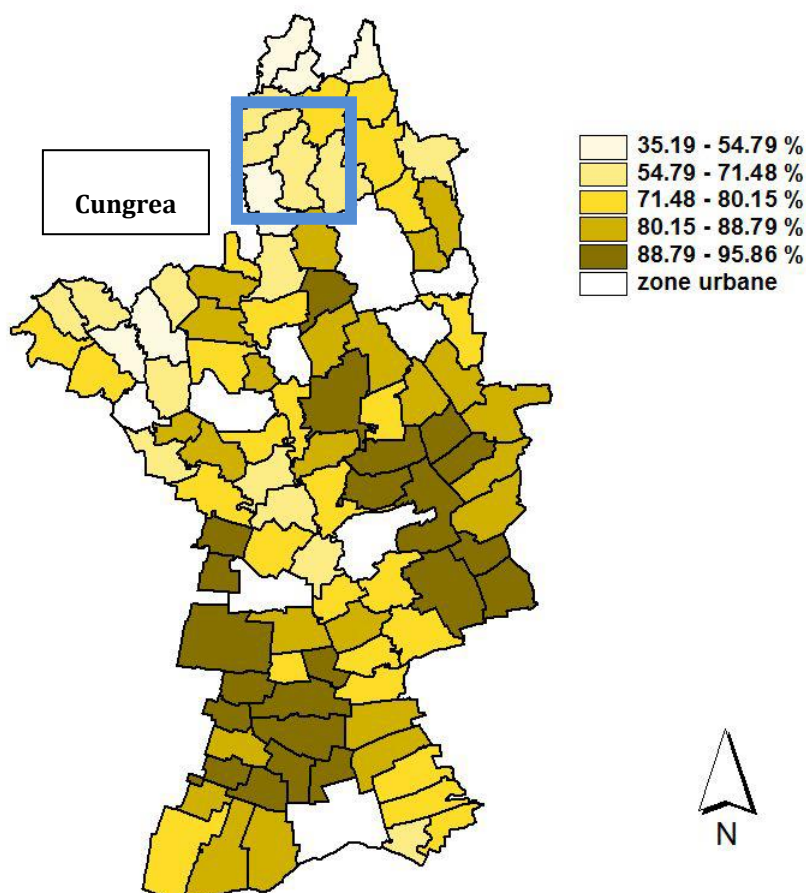 Cungrea
35.19 - 54.79 %
54.79 - 71.48 %
71.48 - 80.15 %
80.15 - 88.79 %
88.79 - 95.86 %
zone urbane
N